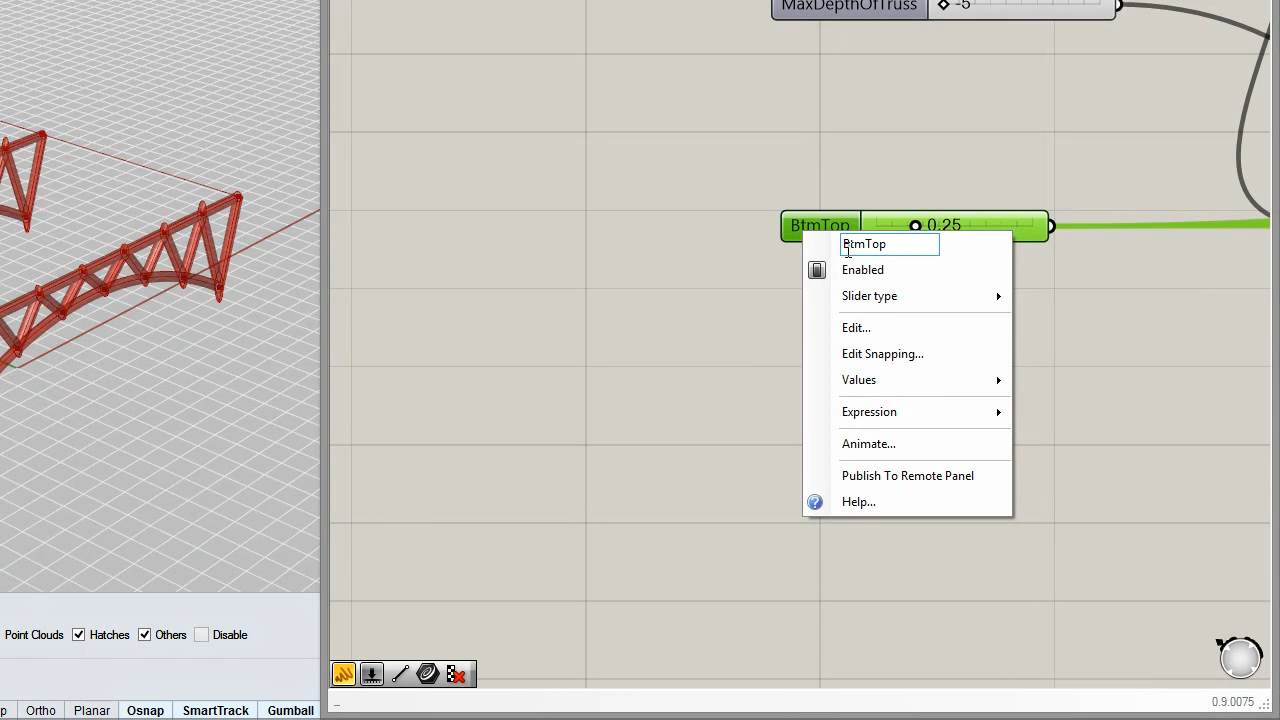 MaxDepthOfTruss
-5
BtmTop
0.25
BtmTop
Enabled
Slider type
Edit...
Edit Snapping...
Values
Expression
Animate...
Publish To Remote Panel
Help...
Point Clouds Hatches Others Disable
p Ortho Planar Osnap SmartTrack Gumball
0.9.0075